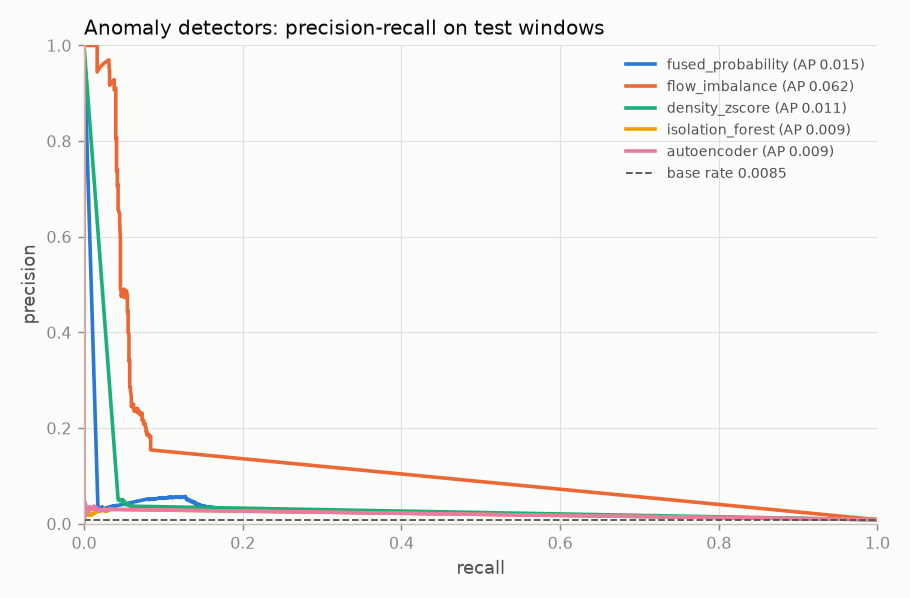 Anomaly detectors: precision-recall on test windows
fused_probability (AP 0.015)
flow_imbalance (AP 0.062)
density_zscore (AP 0.011)
isolation_forest (AP 0.009)
autoencoder (AP 0.009)
base rate 0.0085
precision
1.0
0.8
0.6
0.4
0.2
0.0
0.0 0.2 0.4 0.6 0.8 1.0
recall